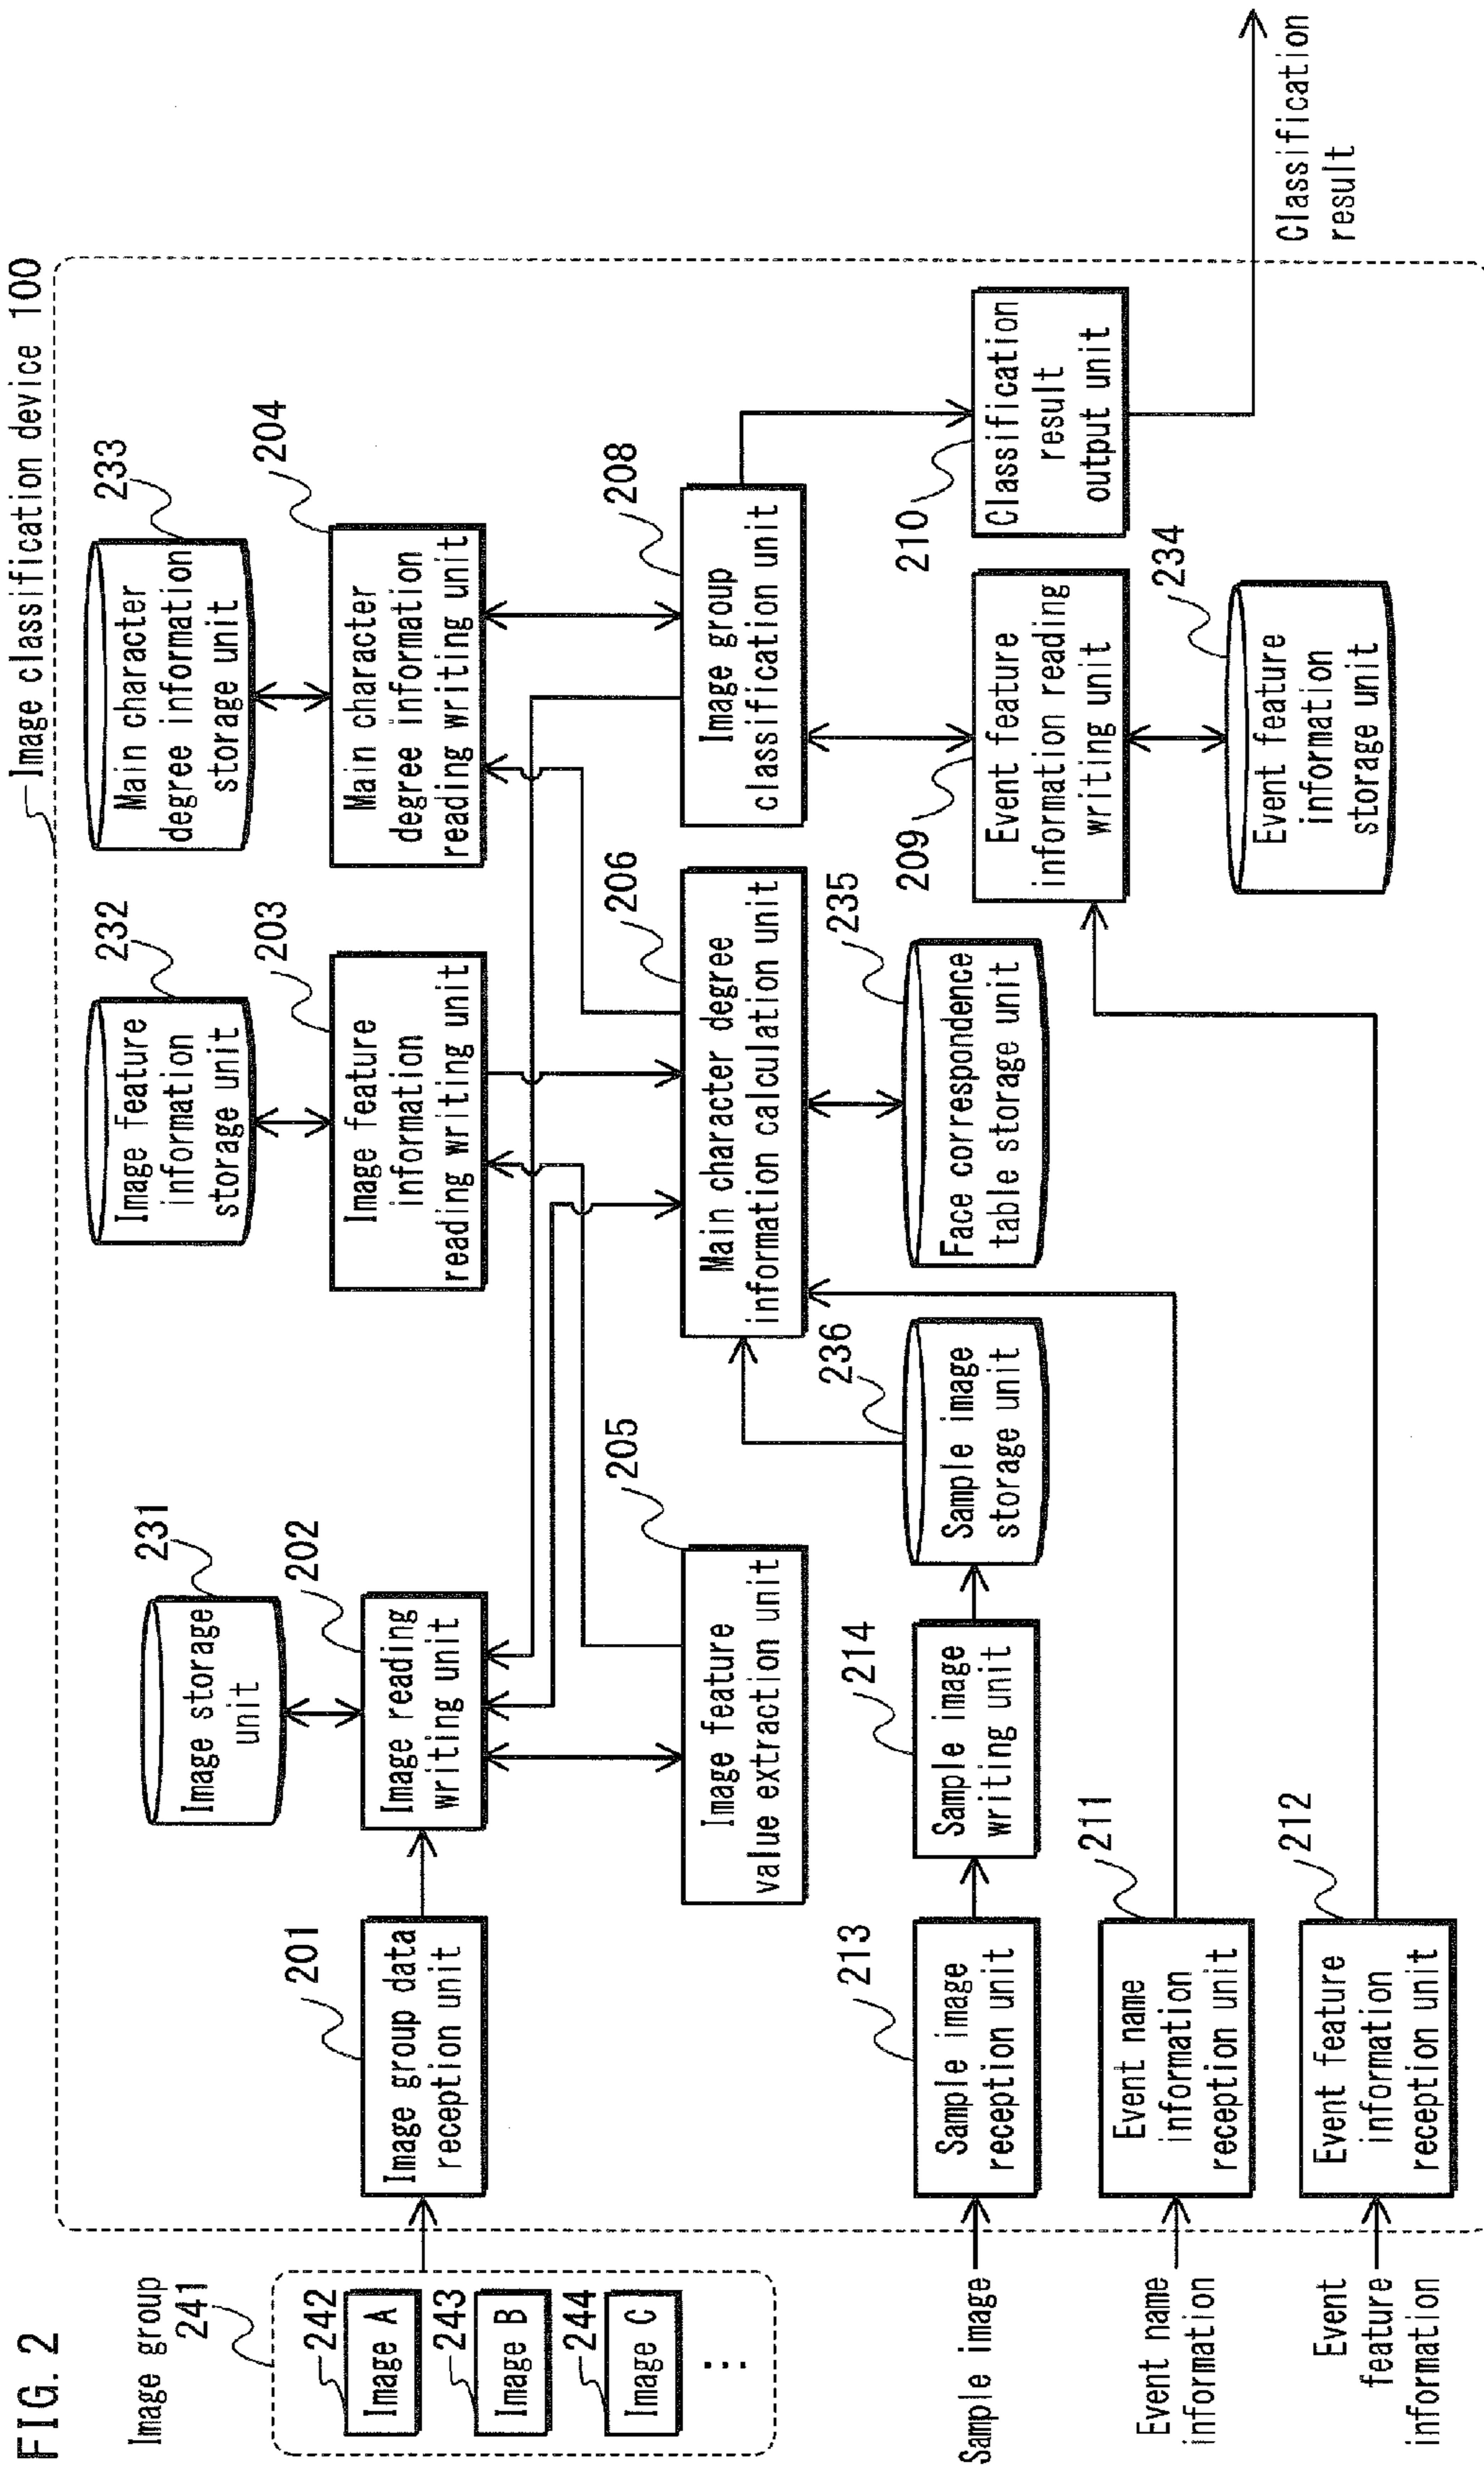 FIG. 2
Image classification device 100
Image group
241
242
Image A
243
Image B
244
Image C
⋮
201
Image group data
reception unit
231
Image storage
unit
202
Image reading
writing unit
232
Image feature
information
storage unit
203
Image feature
information
reading writing unit
233
Main character
degree information
storage unit
204
Main character
degree information
reading writing unit
205
Image feature
value extraction unit
206
Main character degree
information calculation unit
208
Image group
classification unit
Sample image
213
Sample image
reception unit
214
Sample image
writing unit
236
Sample image
storage unit
235
Face correspondence
table storage unit
209
Event feature
information reading
writing unit
210
Classification
result
output unit
234
Event feature
information
storage unit
Event name
information
211
Event name
information
reception unit
Event
feature
information
212
Event feature
information
reception unit
Classification
result